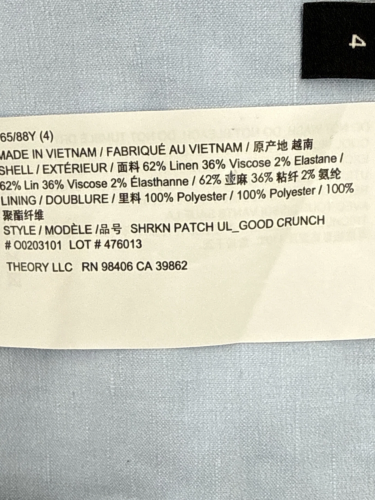 4
65/88Y (4)
MADE IN VIETNAM / FABRIQUÉ AU VIETNAM / 原产地 越南
SHELL / EXTÉRIEUR / 面料 62% Linen 36% Viscose 2% Elastane /
62% Lin 36% Viscose 2% Élasthanne / 62% 亚麻 36% 粘纤 2% 氨纶
LINING / DOUBLURE / 里料 100% Polyester / 100% Polyester / 100%
聚酯纤维
STYLE / MODÈLE /品号 SHRKN PATCH UL_GOOD CRUNCH
# O0203101 LOT # 476013
THEORY LLC RN 98406 CA 39862